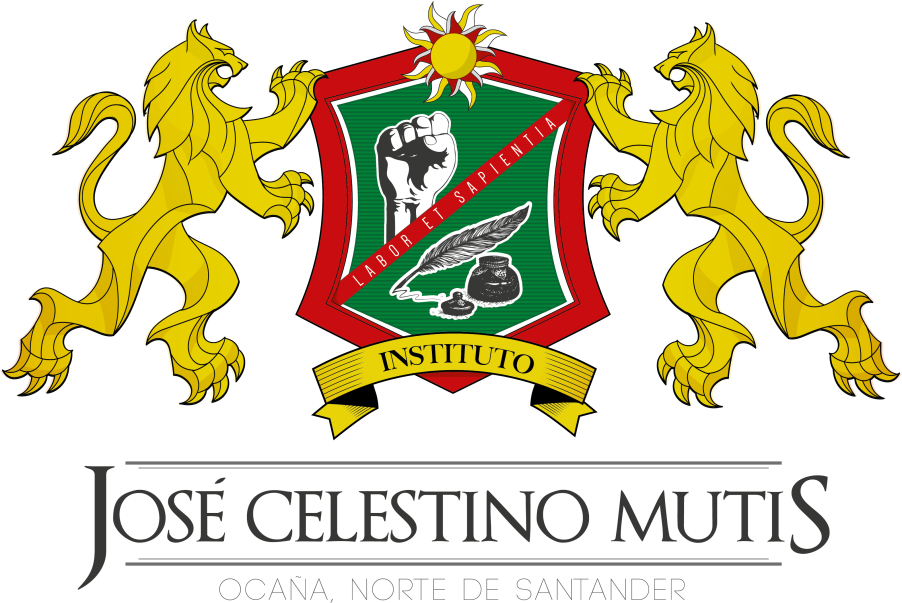 LABOR ET SAPIENTIA
INSTITUTO
JOSÉ CELESTINO MUTIS
OCAÑA, NORTE DE SANTANDER